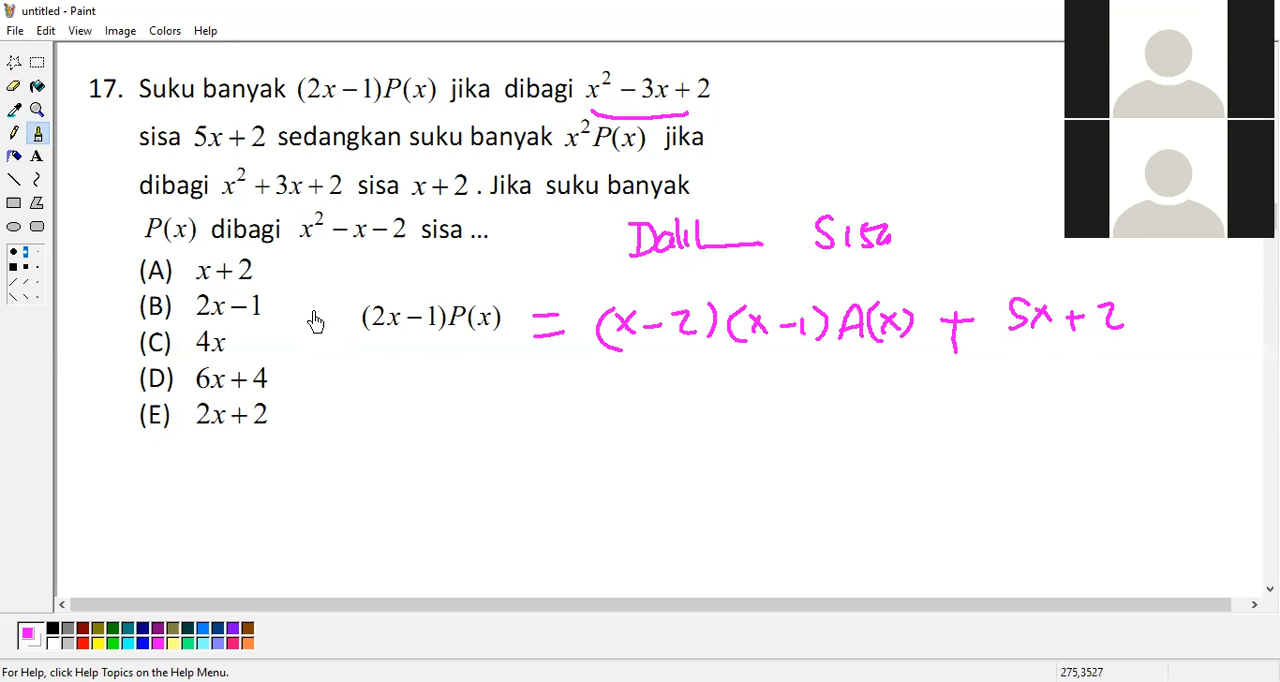 untitled - Paint
File Edit View Image Colors Help
17. Suku banyak (2x − 1)P(x) jika dibagi x² − 3x + 2
sisa 5x + 2 sedangkan suku banyak x²P(x) jika
dibagi x² + 3x + 2 sisa x + 2. Jika suku banyak
P(x) dibagi x² − x − 2 sisa ...
Dalil Sisa
(A) x + 2
(B) 2x − 1
(2x − 1)P(x) = (x − 2)(x − 1)A(x) + 5x + 2
(C) 4x
(D) 6x + 4
(E) 2x + 2
For Help, click Help Topics on the Help Menu.
275,3527